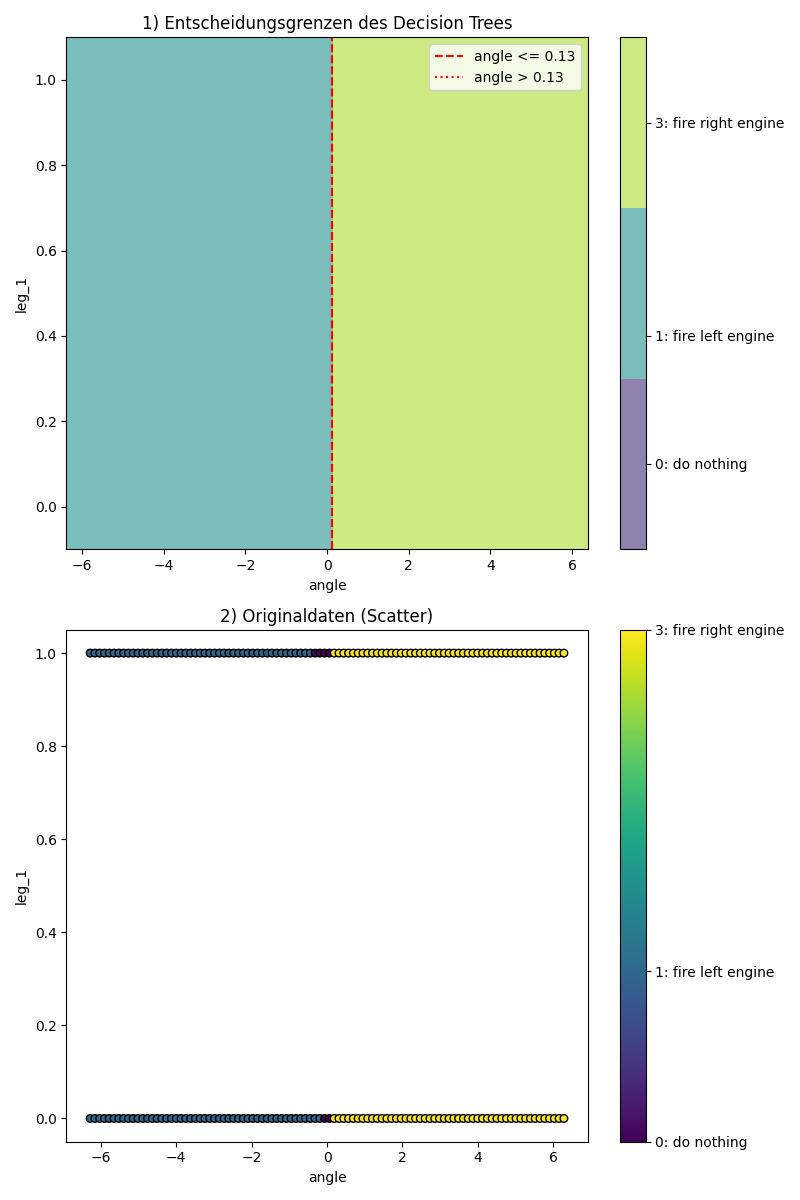 1) Entscheidungsgrenzen des Decision Trees
angle <= 0.13
angle > 0.13
1.0
0.8
0.6
0.4
0.2
0.0
leg_1
−6
−4
−2
0
2
4
6
angle
3: fire right engine
1: fire left engine
0: do nothing
2) Originaldaten (Scatter)
1.0
0.8
0.6
0.4
0.2
0.0
leg_1
−6
−4
−2
0
2
4
6
angle
3: fire right engine
1: fire left engine
0: do nothing